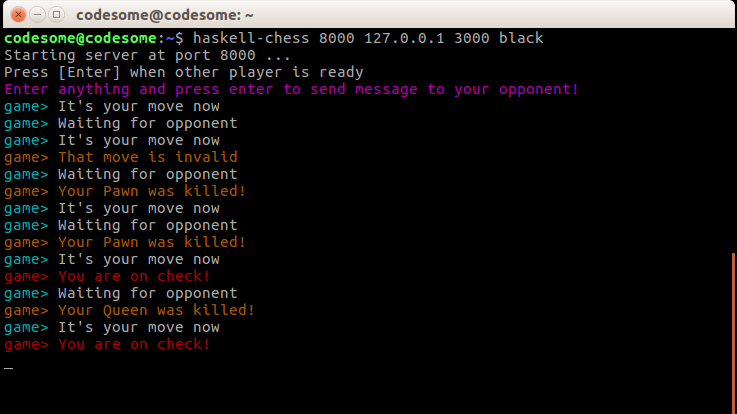 codesome@codesome: ~
codesome@codesome:~$ haskell-chess 8000 127.0.0.1 3000 black
Starting server at port 8000 ...
Press [Enter] when other player is ready
Enter anything and press enter to send message to your opponent!
game> It's your move now
game> Waiting for opponent
game> It's your move now
game> That move is invalid
game> Waiting for opponent
game> Your Pawn was killed!
game> It's your move now
game> Waiting for opponent
game> Your Pawn was killed!
game> It's your move now
game> You are on check!
game> Waiting for opponent
game> Your Queen was killed!
game> It's your move now
game> You are on check!